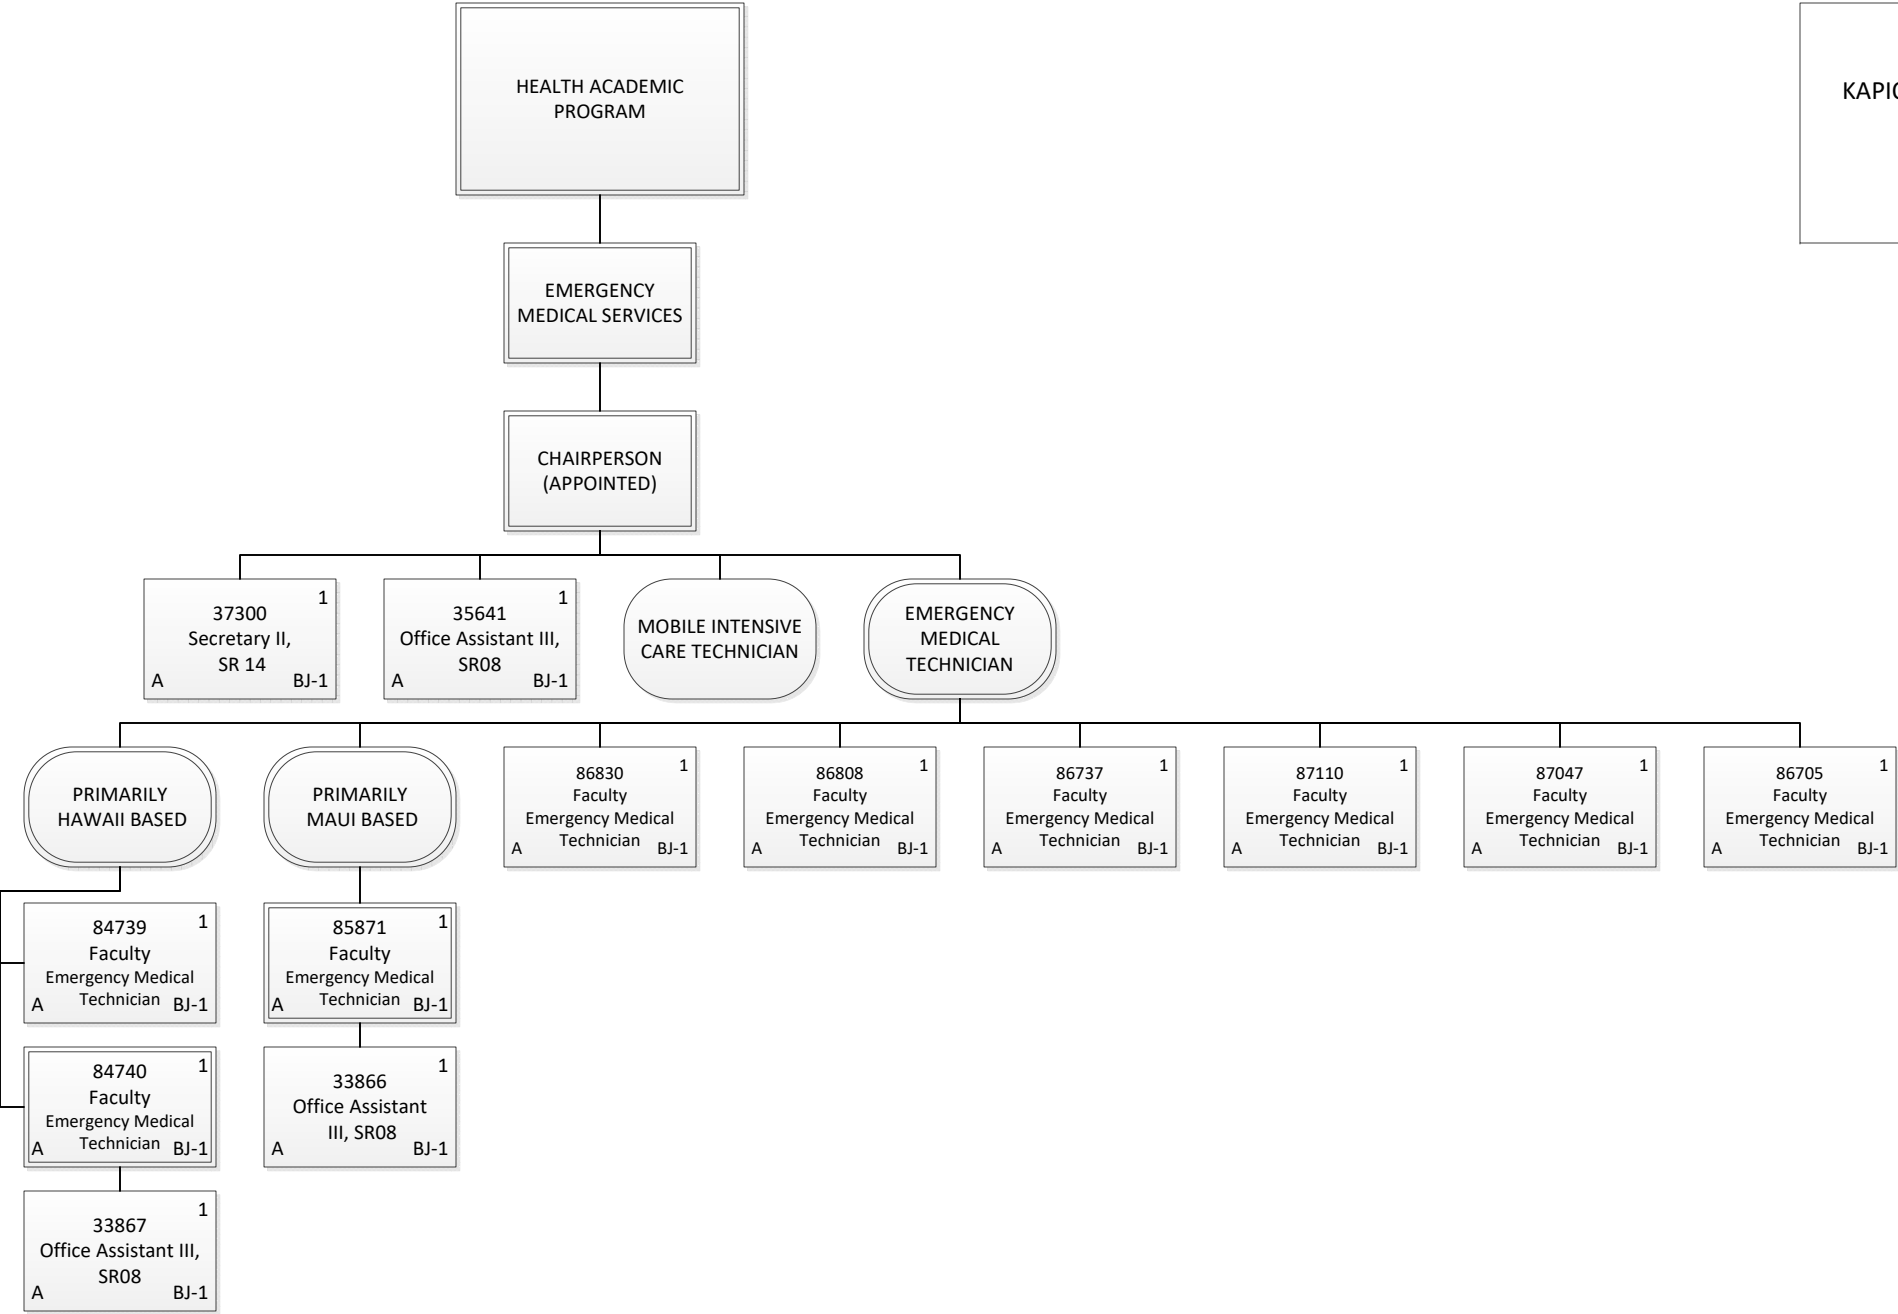 HEALTH ACADEMIC
PROGRAM
EMERGENCY
MEDICAL SERVICES
CHAIRPERSON
(APPOINTED)
1
37300
Secretary II,
SR 14
A BJ-1
1
35641
Office Assistant III,
SR08
A BJ-1
MOBILE INTENSIVE
CARE TECHNICIAN
EMERGENCY
MEDICAL
TECHNICIAN
PRIMARILY
HAWAII BASED
PRIMARILY
MAUI BASED
86830 1
Faculty
Emergency Medical
Technician
A BJ-1
86808 1
Faculty
Emergency Medical
Technician
A BJ-1
86737 1
Faculty
Emergency Medical
Technician
A BJ-1
87110 1
Faculty
Emergency Medical
Technician
A BJ-1
87047 1
Faculty
Emergency Medical
Technician
A BJ-1
86705 1
Faculty
Emergency Medical
Technician
A BJ-1
84739 1
Faculty
Emergency Medical
Technician
A BJ-1
85871 1
Faculty
Emergency Medical
Technician
A BJ-1
84740 1
Faculty
Emergency Medical
Technician
A BJ-1
1
33866
Office Assistant
III, SR08
A BJ-1
1
33867
Office Assistant III,
SR08
A BJ-1